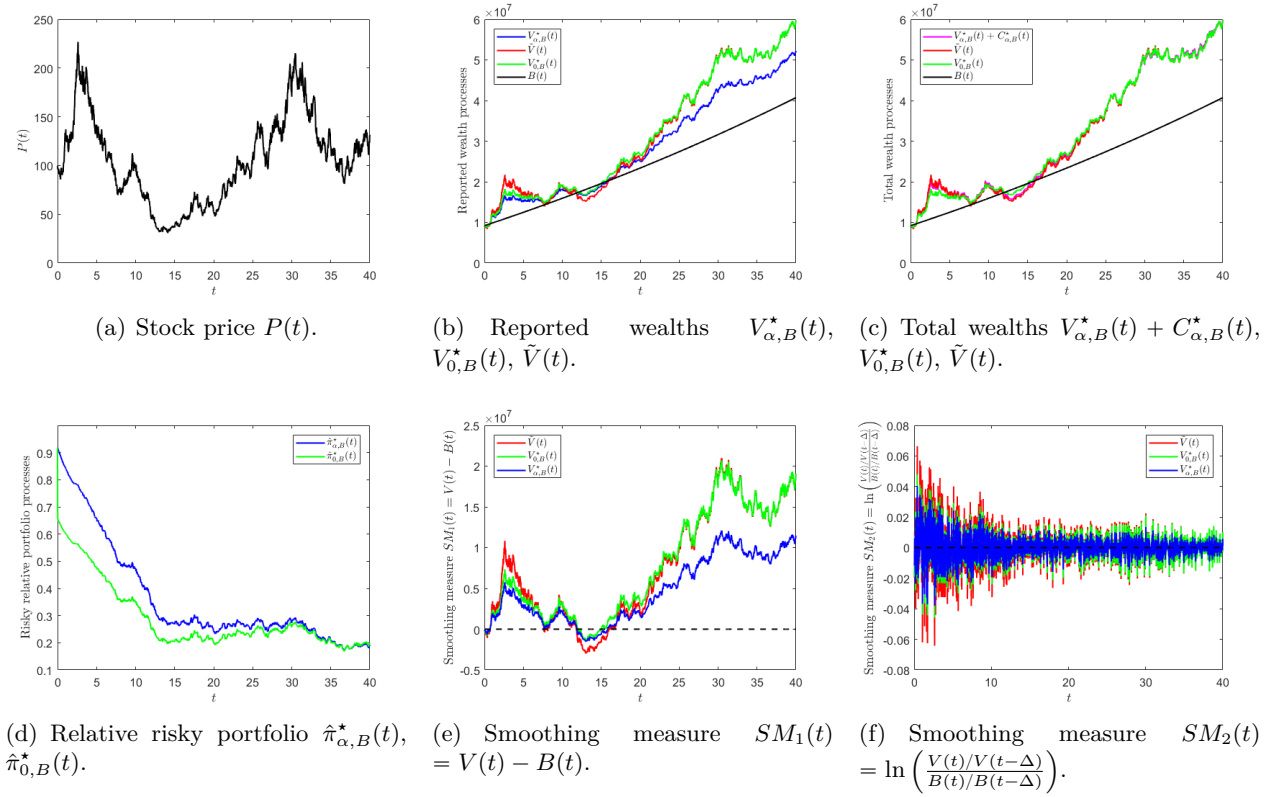 250
200
150
100
50
0
0 5 10 15 20 25 30 35 40
P(t)
t
(a) Stock price P(t).
×10⁷
6
5
4
3
2
1
0
0 5 10 15 20 25 30 35 40
Reported wealth processes
t
V★α,B(t)
Ṽ(t)
V★0,B(t)
B(t)
(b) Reported wealths V★α,B(t),
V★0,B(t), Ṽ(t).
×10⁷
6
5
4
3
2
1
0
0 5 10 15 20 25 30 35 40
Total wealth processes
t
V★α,B(t) + C★α,B(t)
Ṽ(t)
V★0,B(t)
B(t)
(c) Total wealths V★α,B(t) + C★α,B(t),
V★0,B(t), Ṽ(t).
0.9
0.8
0.7
0.6
0.5
0.4
0.3
0.2
0.1
0 5 10 15 20 25 30 35 40
Risky relative portfolio processes
t
π̂★α,B(t)
π̂★0,B(t)
(d) Relative risky portfolio π̂★α,B(t),
π̂★0,B(t).
×10⁷
2.5
2
1.5
1
0.5
0
-0.5
0 5 10 15 20 25 30 35 40
Smoothing measure SM₁(t) = V(t) − B(t)
t
Ṽ(t)
V★0,B(t)
V★α,B(t)
(e) Smoothing measure SM₁(t)
= V(t) − B(t).
0.08
0.06
0.04
0.02
0
-0.02
-0.04
-0.06
-0.08
0 10 20 30 40
Smoothing measure SM₂(t) = ln (V(t)/V(t−Δ) / B(t)/B(t−Δ))
t
Ṽ(t)
V★0,B(t)
V★α,B(t)
(f) Smoothing measure SM₂(t)
= ln (V(t)/V(t−Δ) / B(t)/B(t−Δ)).